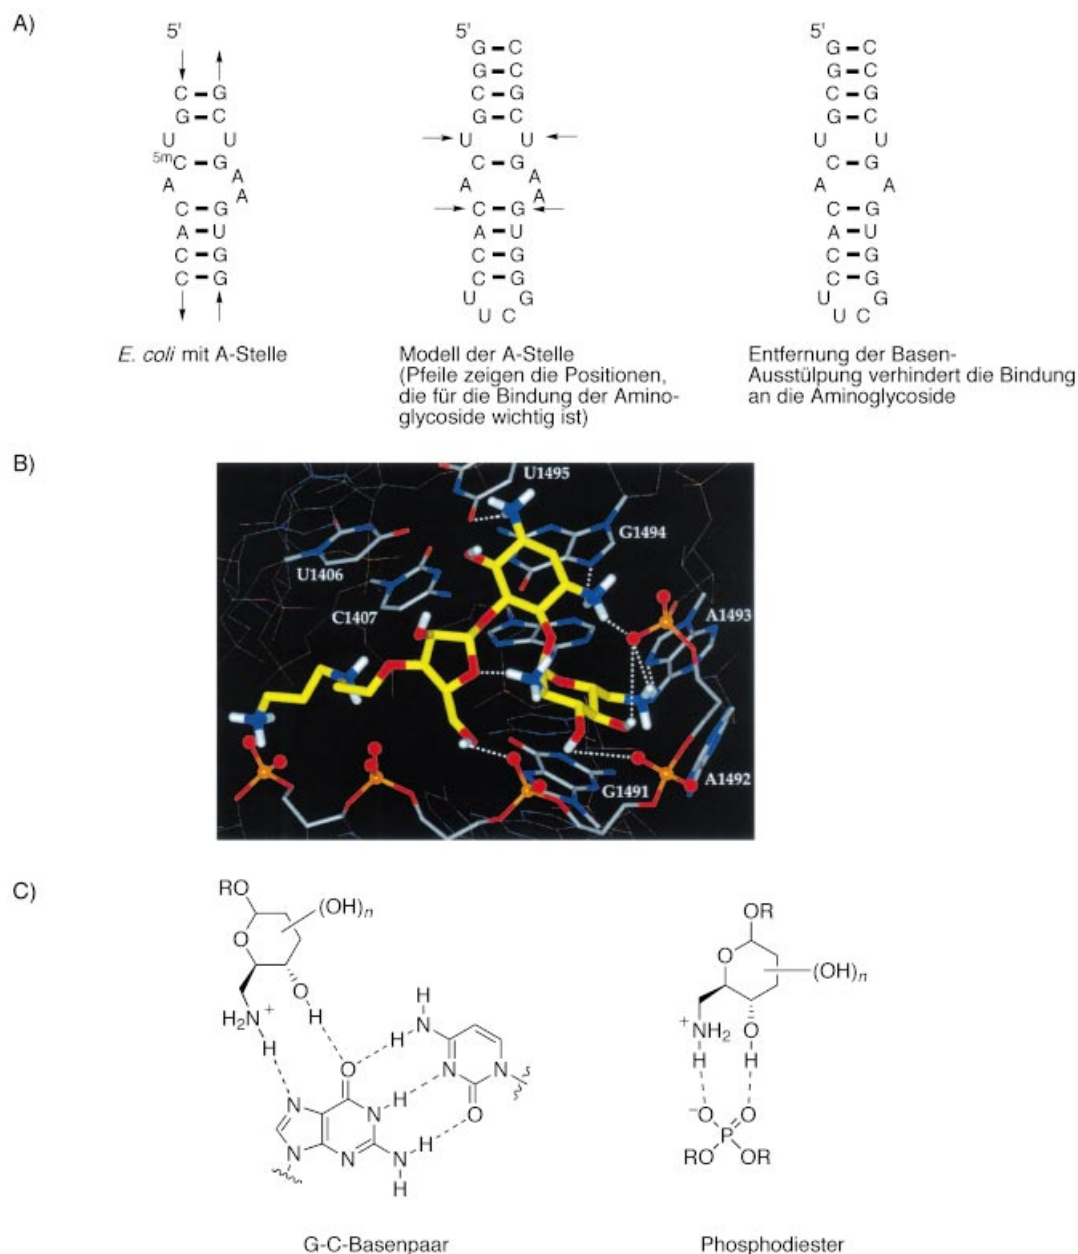 A)
5'
C – G
G – C
U U
5mC – G
A A
A
C – G
A – U
C – G
C – G
E. coli mit A-Stelle
5'
G – C
G – C
C – G
G – C
U U
C – G
A A
A
C – G
A – U
C – G
C – G
U G
U C
Modell der A-Stelle
(Pfeile zeigen die Positionen,
die für die Bindung der Amino-
glycoside wichtig ist)
5'
G – C
G – C
C – G
G – C
U U
C – G
A A
C – G
A – U
C – G
C – G
U G
U C
Entfernung der Basen-
Ausstülpung verhindert die Bindung
an die Aminoglycoside
B)
U1495
G1494
U1406
C1407
A1493
A1492
G1491
C)
RO
(OH)n
O
O
H2N+
H
H
H
N
H
O
N
N
N
H
N
O
N
N
N
H
H
G-C-Basenpaar
OR
O
(OH)n
+
NH2
O
H
H
−O
O
P
RO
OR
Phosphodiester